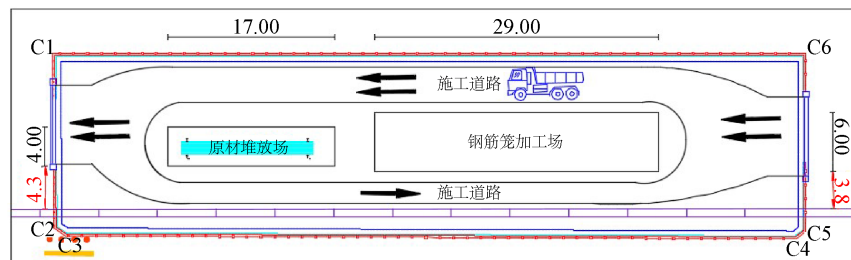 17.00
29.00
C1
C6
施工道路
4.00
原材堆放场
钢筋笼加工场
6.00
4.3
施工道路
3.8
C2
C3
C5
C4